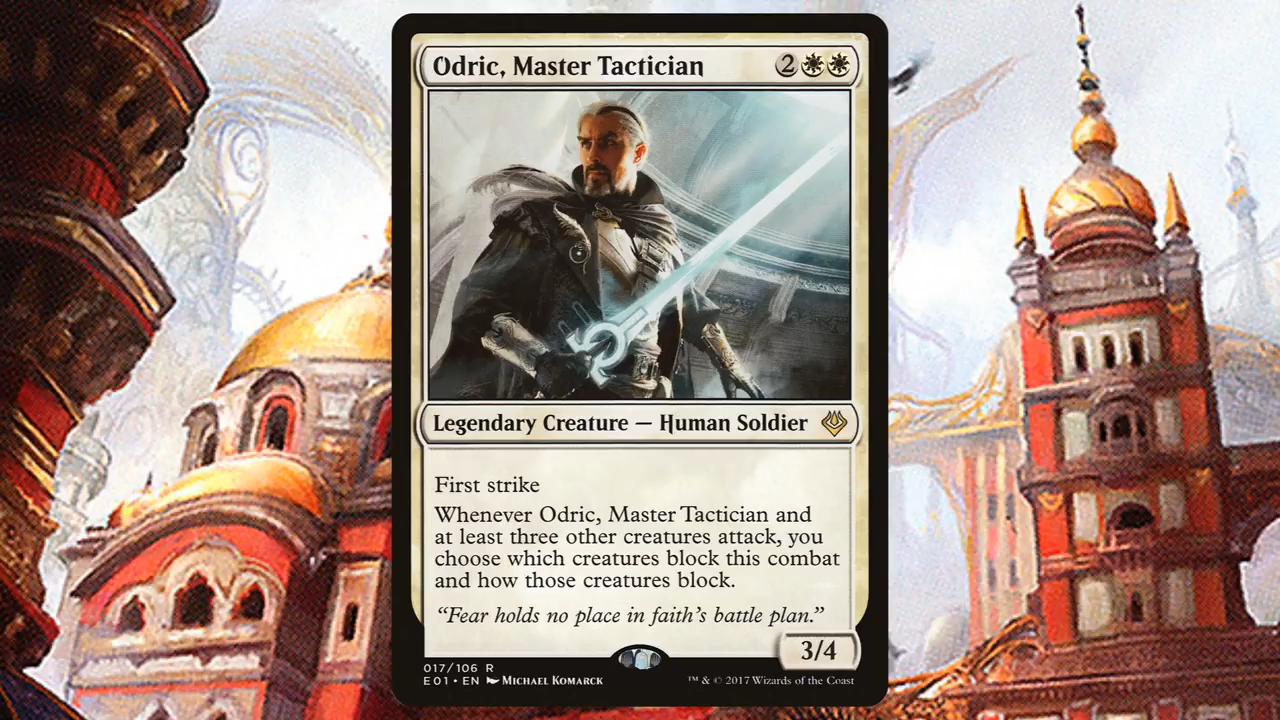 Odric, Master Tactician 2
Legendary Creature — Human Soldier
First strike
Whenever Odric, Master Tactician and
at least three other creatures attack, you
choose which creatures block this combat
and how those creatures block.
“Fear holds no place in faith’s battle plan.”
3/4
017/106 R
E01 • EN Michael Komarck
™ & © 2017 Wizards of the Coast